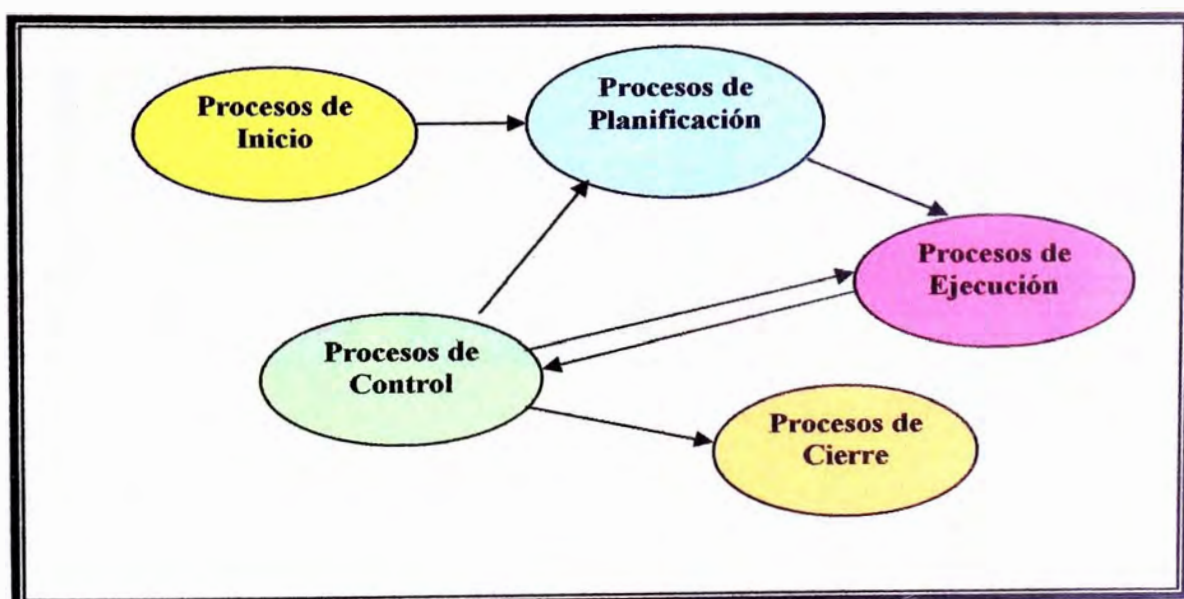 Procesos de
Inicio
Procesos de
Planificación
Procesos de
Ejecución
Procesos de
Control
Procesos de
Cierre